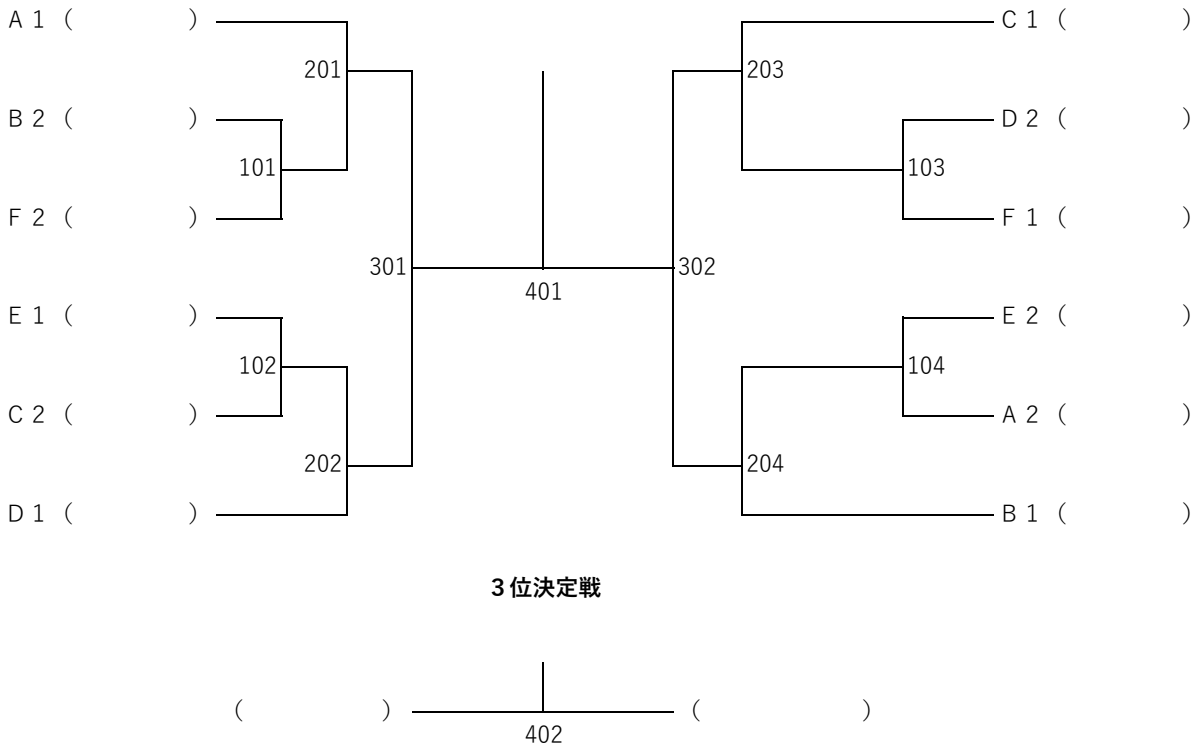 A 1 （　　　　） C 1 （　　　　）
201 203
B 2 （　　　　） D 2 （　　　　）
101 103
F 2 （　　　　） F 1 （　　　　）
301 302
401
E 1 （　　　　） E 2 （　　　　）
102 104
C 2 （　　　　） A 2 （　　　　）
202 204
D 1 （　　　　） B 1 （　　　　）
３位決定戦
（　　　　） （　　　　）
402